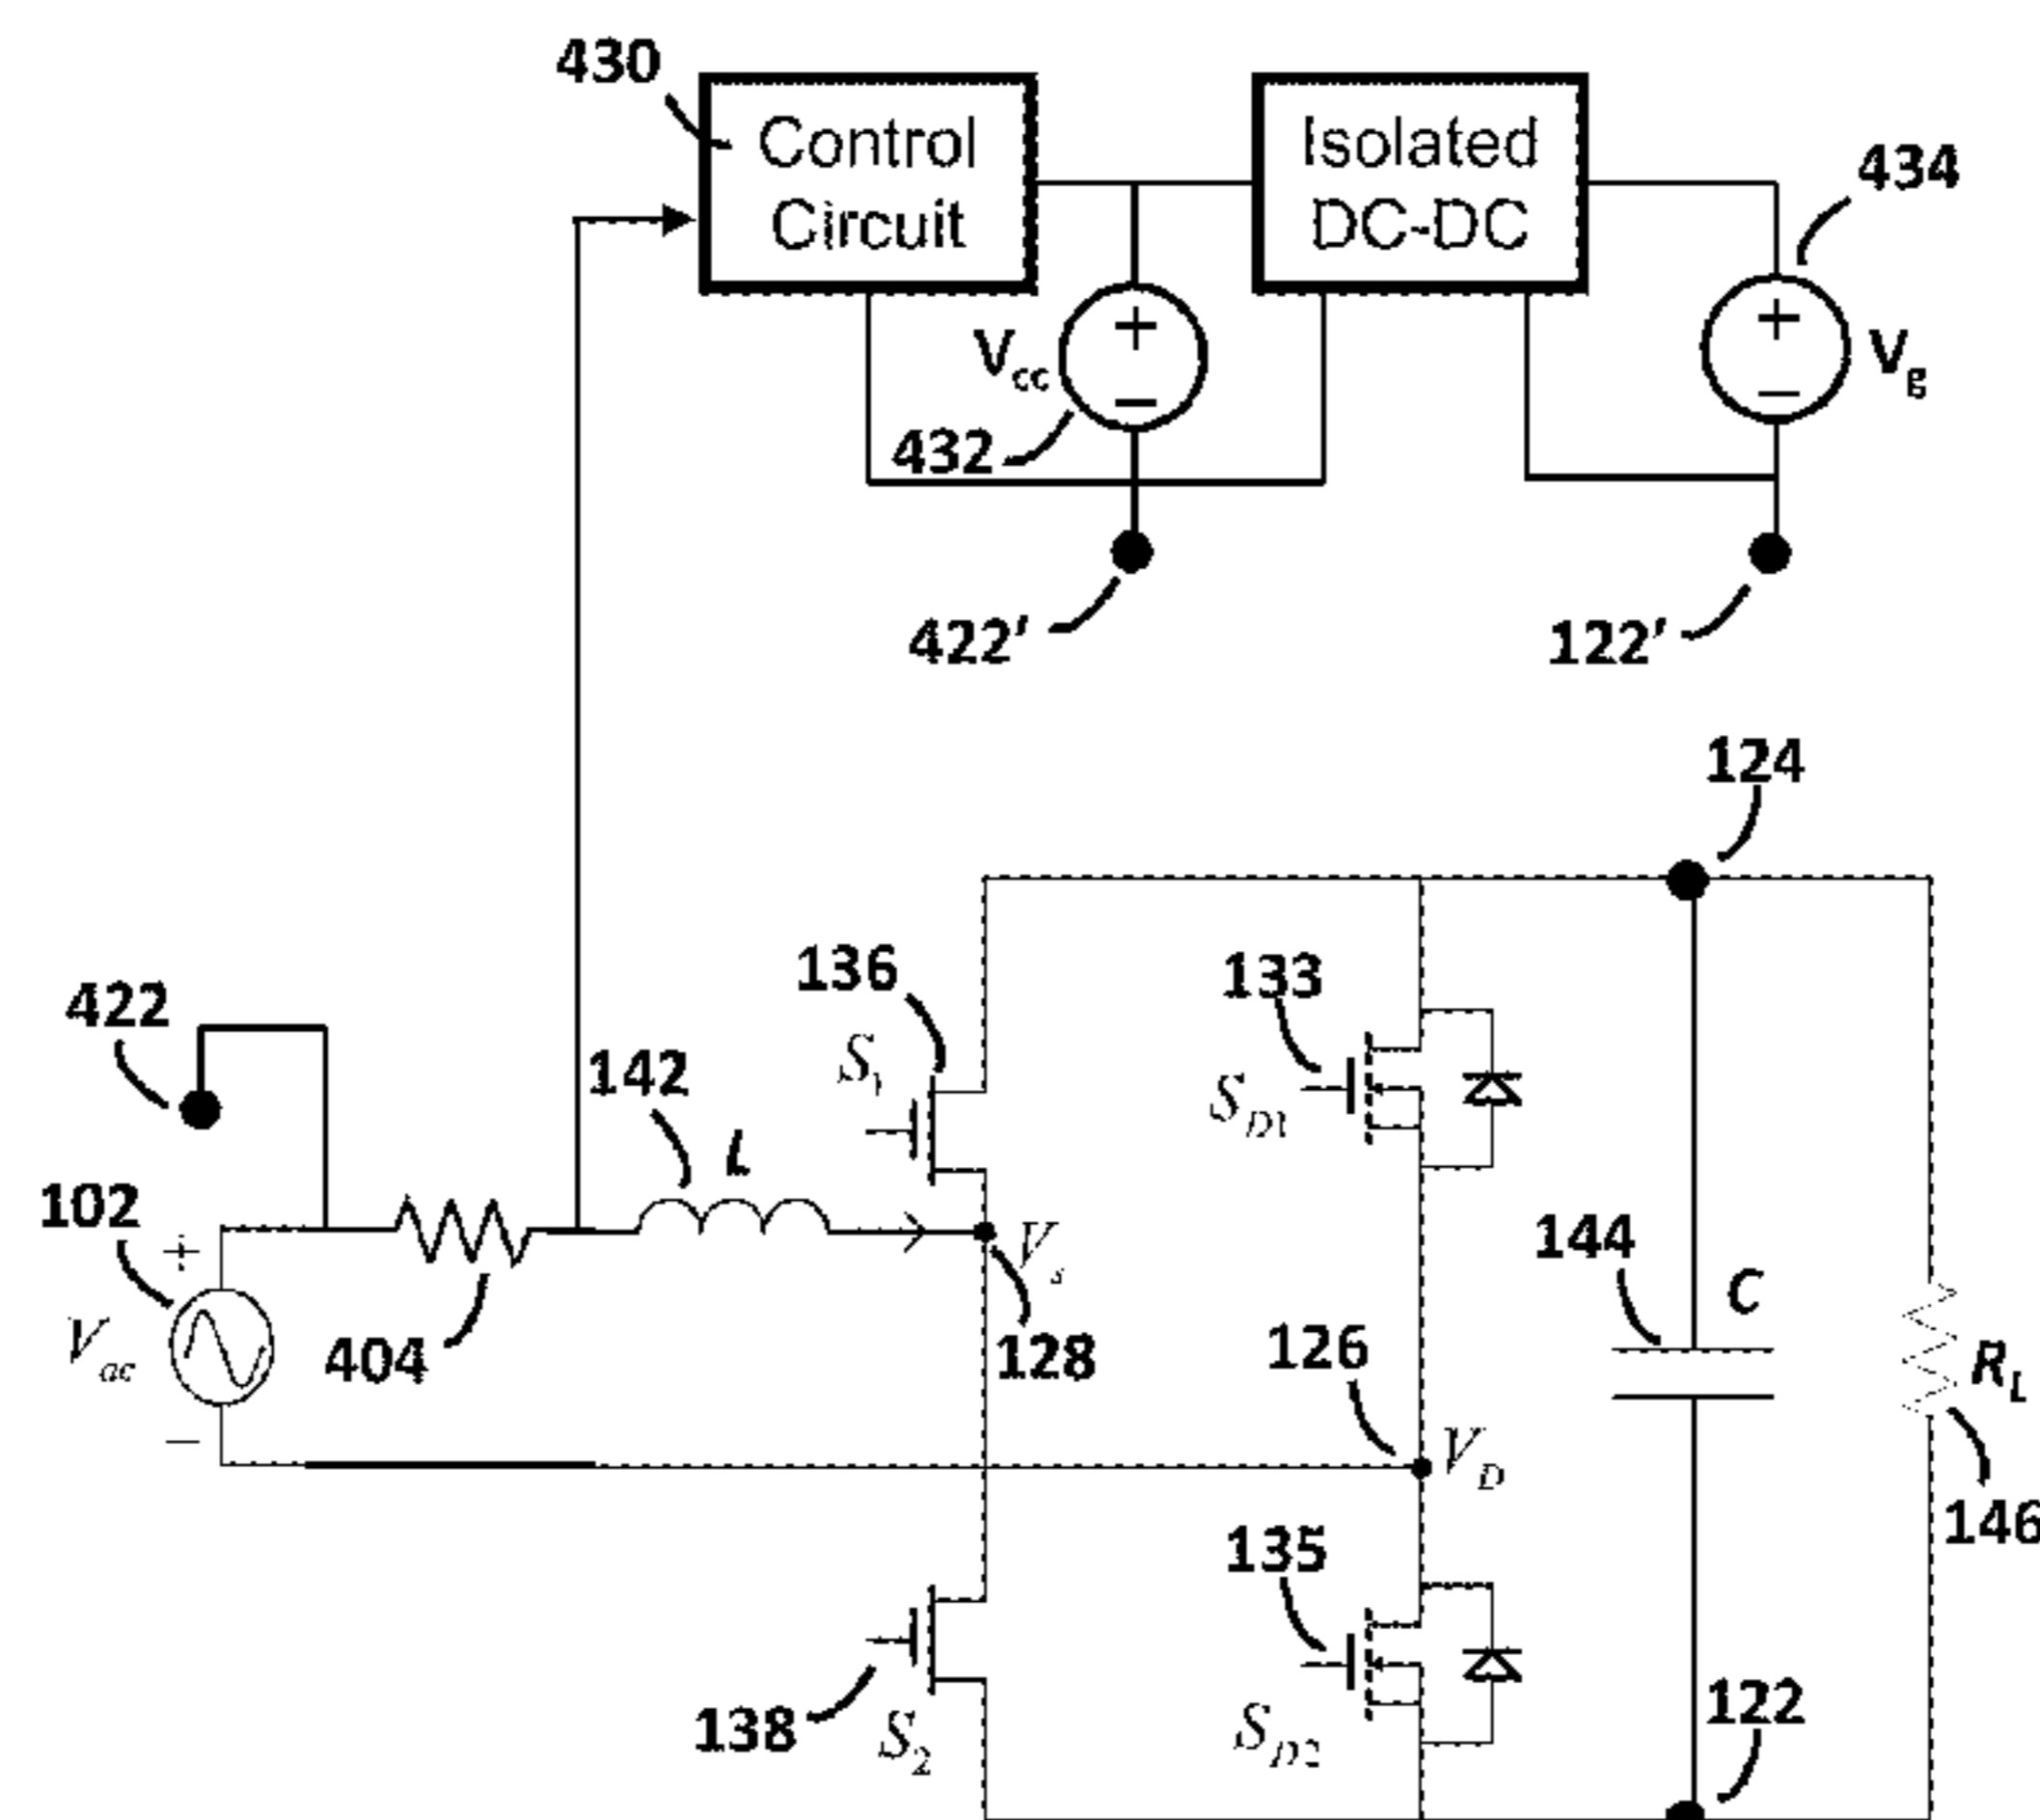 430
Control
Circuit
Isolated
DC-DC
434
+
−
Vcc
+
−
Vg
432
422'
122'
124
136
133
422
S1
142
L
SD1
102
+
Vac
−
404
Vs
128
126
144
C
RL
VD
146
135
138
S2
SD2
122